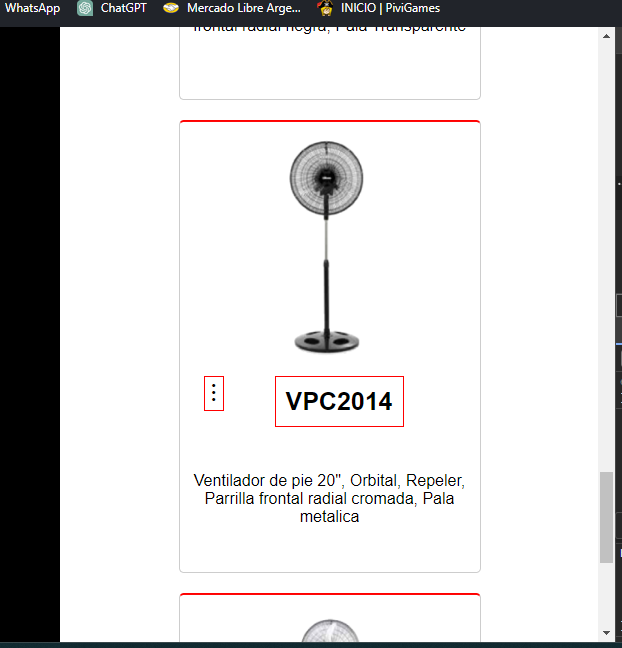 WhatsApp ChatGPT Mercado Libre Arge... INICIO | PiviGames
frontal radial negra, Pala Transparente
⋮ VPC2014
Ventilador de pie 20", Orbital, Repeler,
Parrilla frontal radial cromada, Pala
metalica